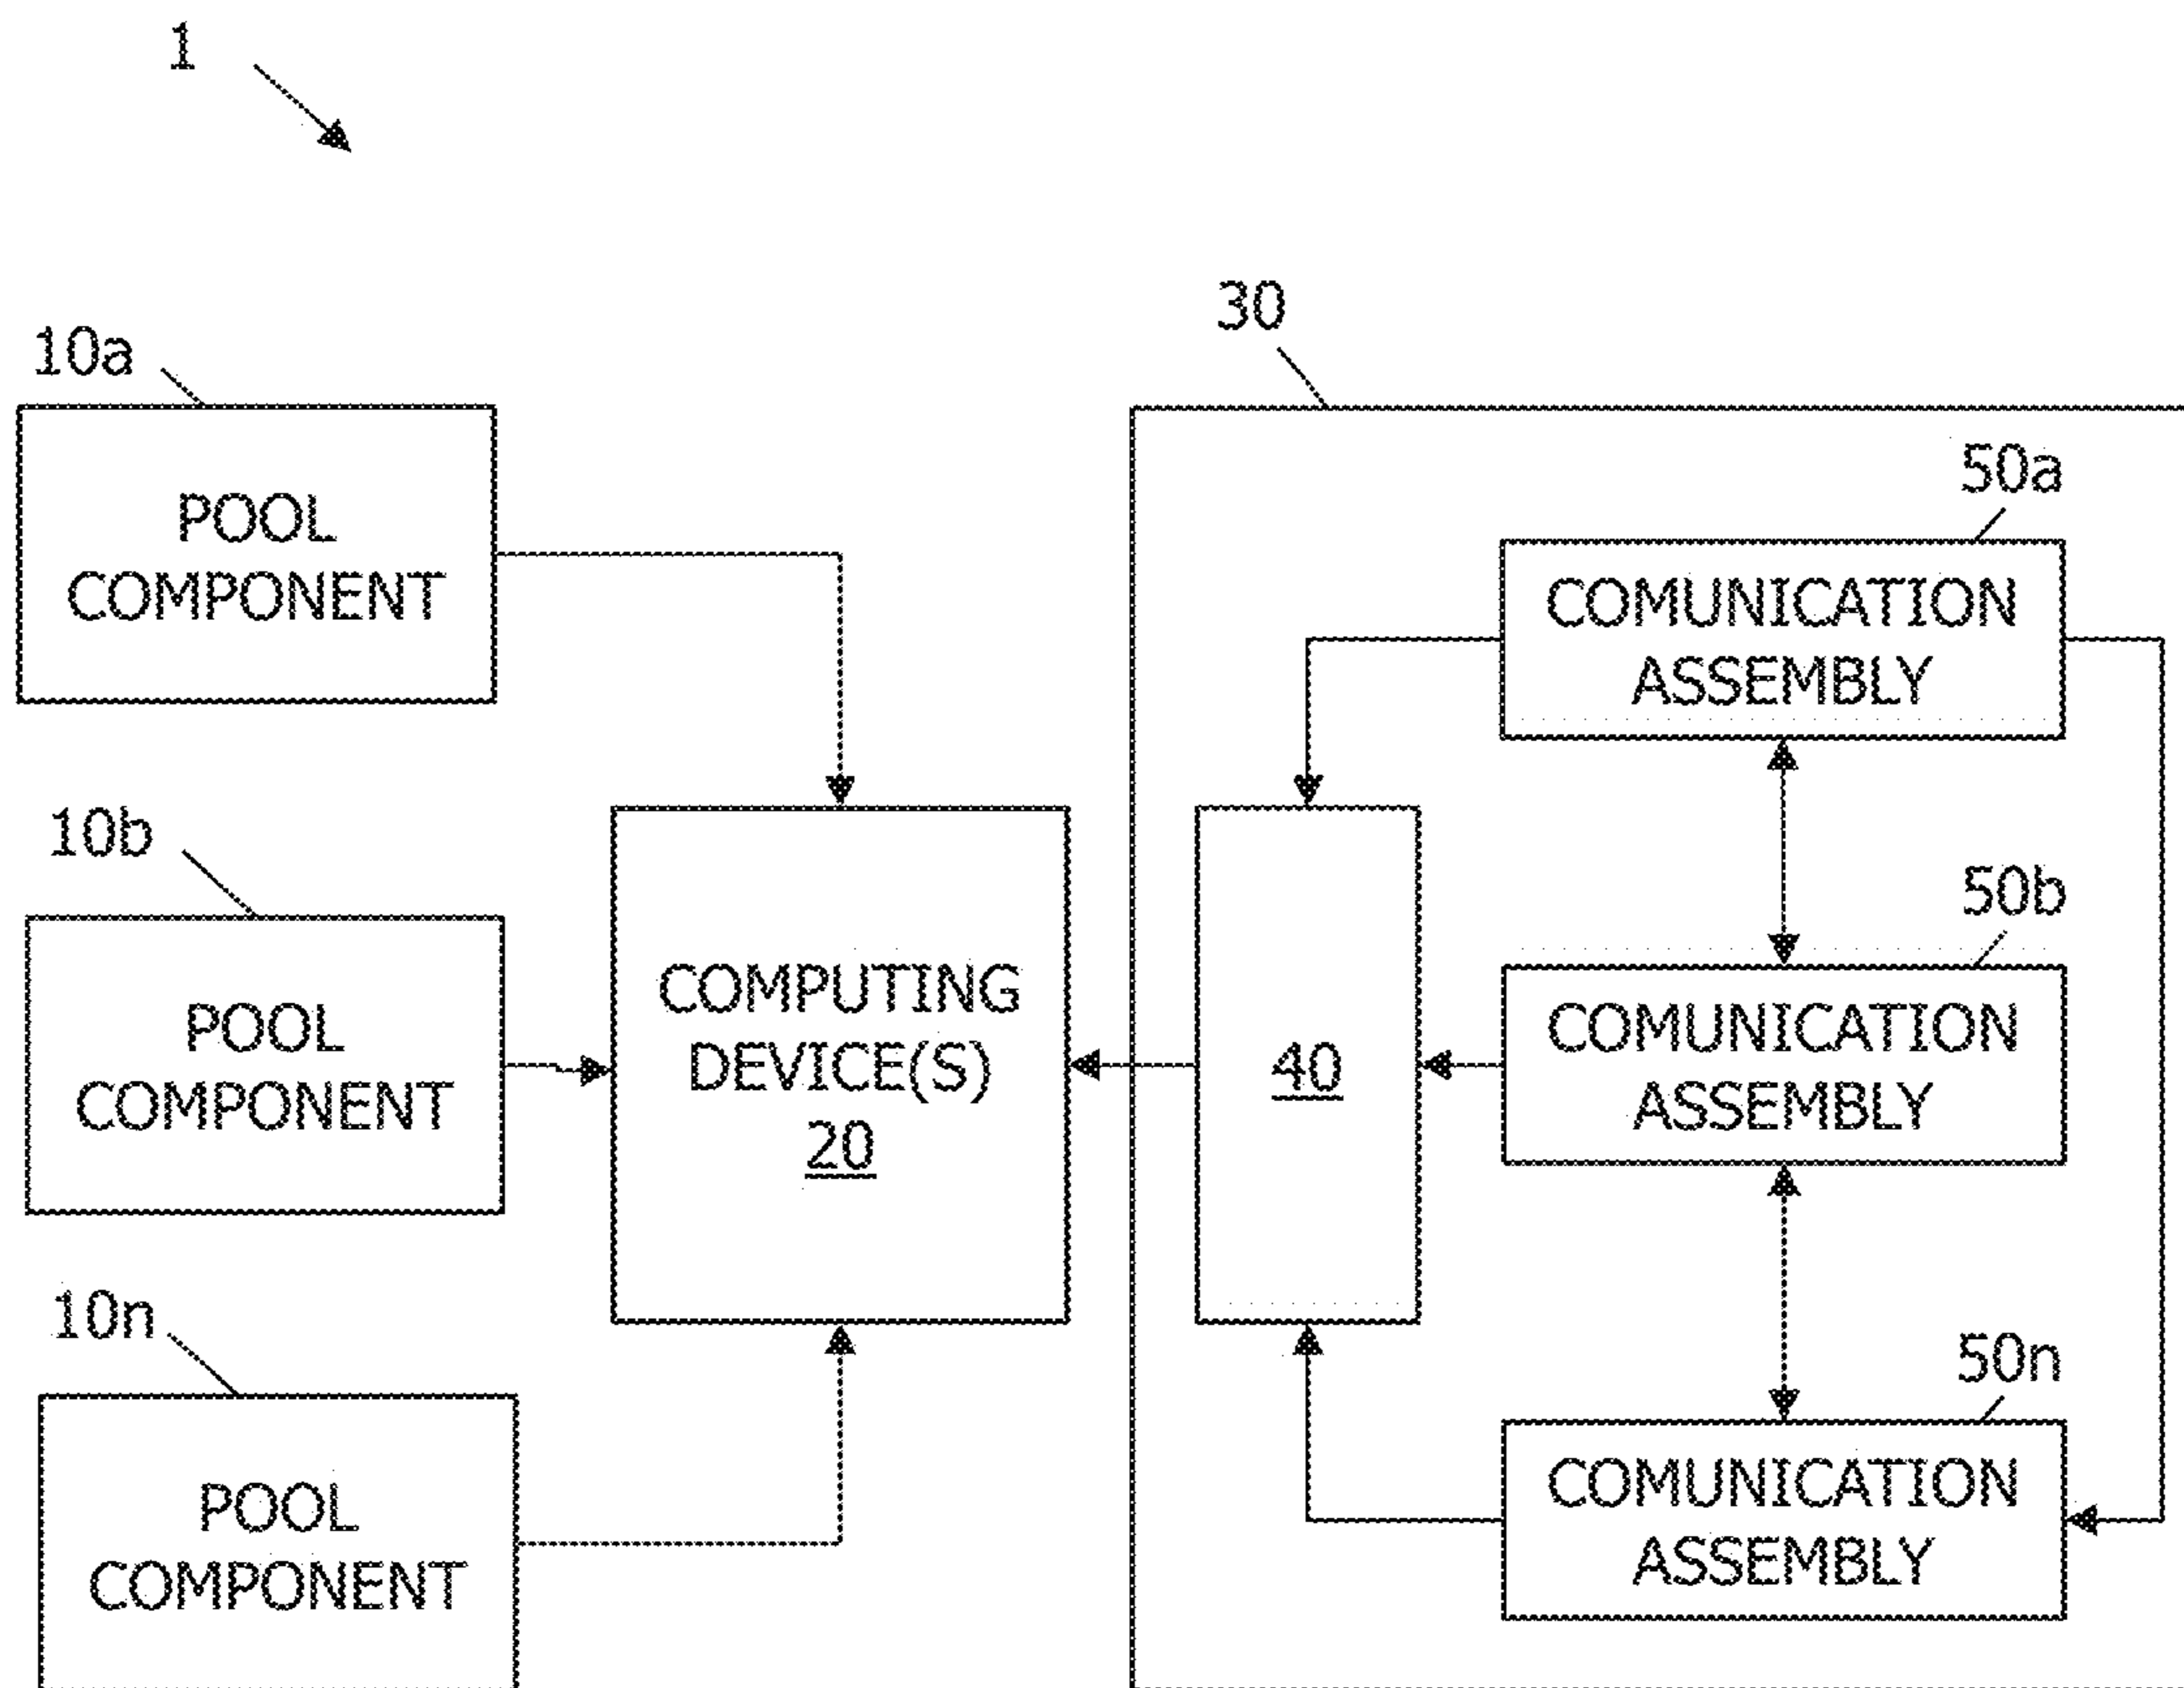 1
30
10a
POOL
COMPONENT
50a
COMUNICATION
ASSEMBLY
10b
POOL
COMPONENT
COMPUTING
DEVICE(S)
20
40
50b
COMUNICATION
ASSEMBLY
10n
POOL
COMPONENT
50n
COMUNICATION
ASSEMBLY